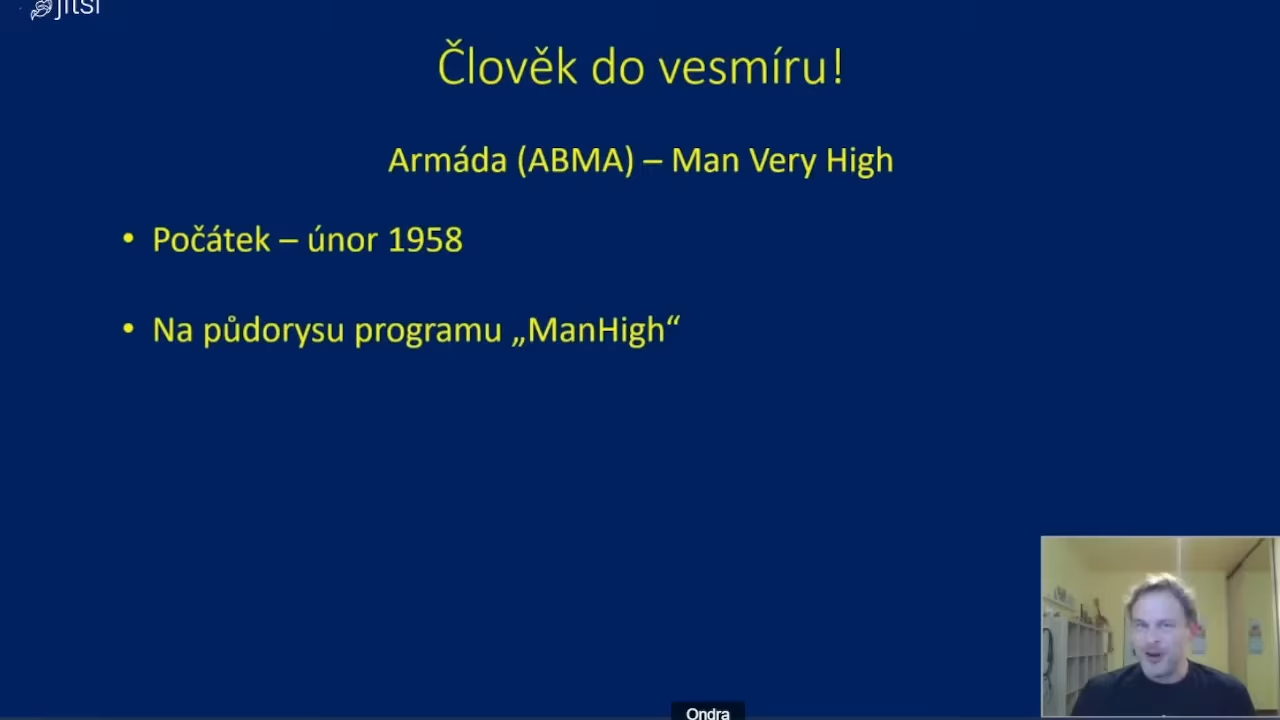 jitsi
Člověk do vesmíru!
Armáda (ABMA) – Man Very High
• Počátek – únor 1958
• Na půdorysu programu „ManHigh“
Ondra